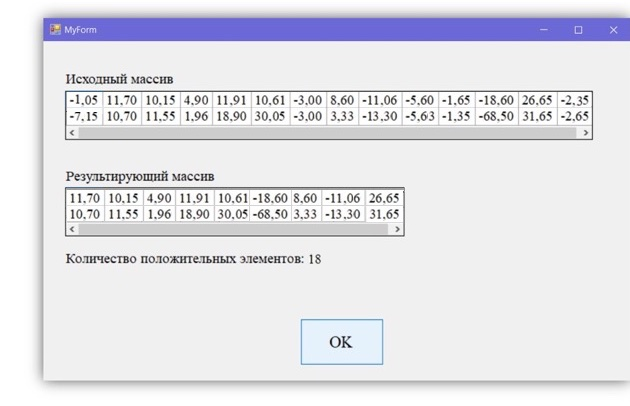 MyForm
Исходный массив
-1,05 11,70 10,15 4,90 11,91 10,61 -3,00 8,60 -11,06 -5,60 -1,65 -18,60 26,65 -2,35
-7,15 10,70 11,55 1,96 18,90 30,05 -3,00 3,33 -13,30 -5,63 -1,35 -68,50 31,65 -2,65
Результирующий массив
11,70 10,15 4,90 11,91 10,61 -18,60 8,60 -11,06 26,65
10,70 11,55 1,96 18,90 30,05 -68,50 3,33 -13,30 31,65
Количество положительных элементов: 18
OK